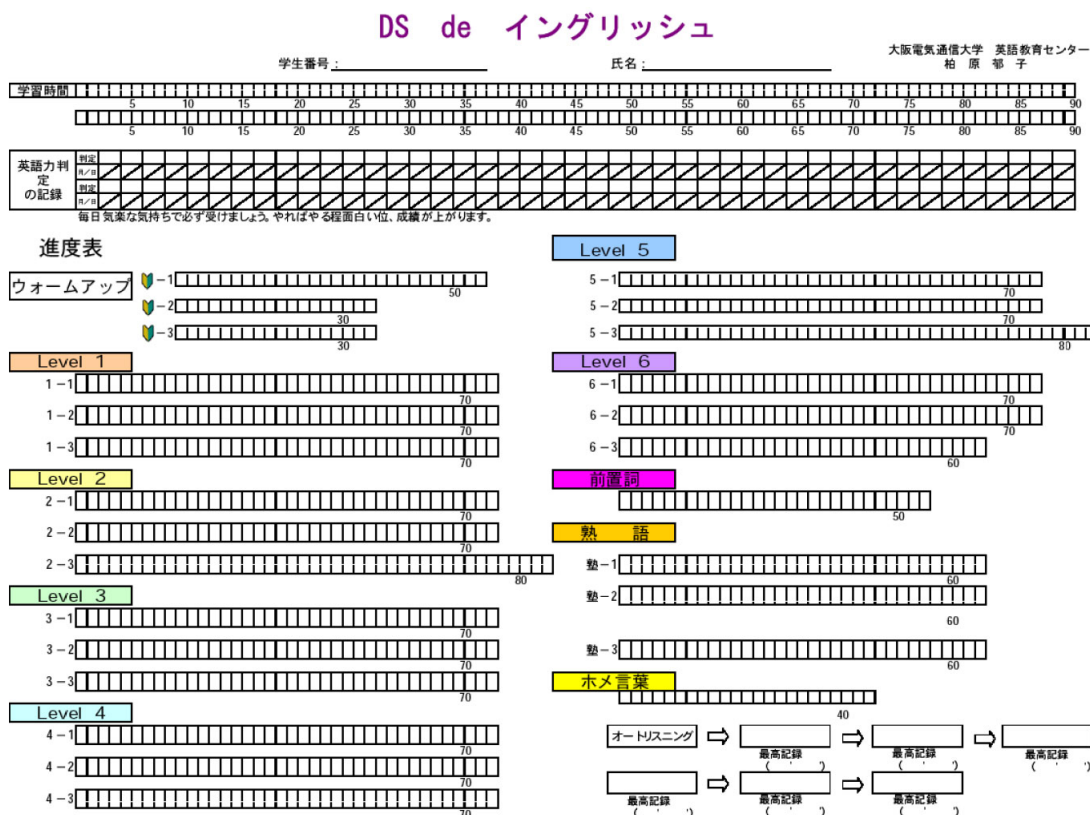 DS de イングリッシュ
大阪電気通信大学 英語教育センター
柏 原 郁 子
学生番号：
氏名：
学習時間
5 10 15 20 25 30 35 40 45 50 55 60 65 70 75 80 85 90
5 10 15 20 25 30 35 40 45 50 55 60 65 70 75 80 85 90
英語力判定の記録
判定
月／日
判定
月／日
毎日気楽な気持ちで必ず受けましょう。やればやる程面白い位、成績が上がります。
進度表
ウォームアップ
－1
50
－2
30
－3
30
Level 1
1－1
70
1－2
70
1－3
70
Level 2
2－1
70
2－2
70
2－3
80
Level 3
3－1
70
3－2
70
3－3
70
Level 4
4－1
70
4－2
70
4－3
70
Level 5
5－1
70
5－2
70
5－3
80
Level 6
6－1
70
6－2
70
6－3
60
前置詞
50
熟 語
塾－1
60
塾－2
60
塾－3
60
ホメ言葉
40
オートリスニング ⇨ ⇨ ⇨
最高記録 最高記録 最高記録
( ' ') ( ' ') ( ' ')
⇨
最高記録 最高記録 最高記録
( ' ') ( ' ') ( ' ')